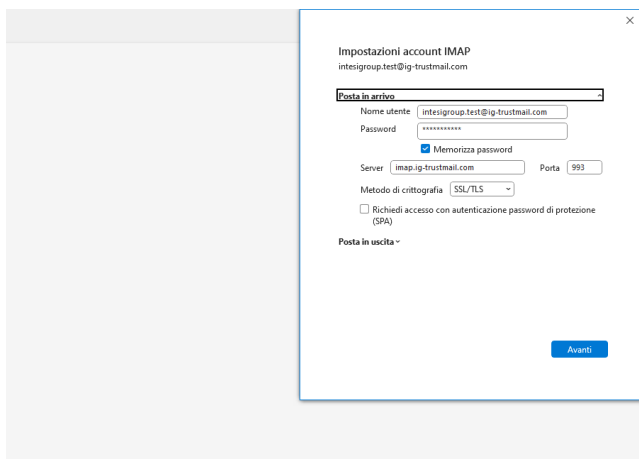 Impostazioni account IMAP
intesigroup.test@ig-trustmail.com
Posta in arrivo
Nome utente intesigroup.test@ig-trustmail.com
Password ***********
Memorizza password
Server imap.ig-trustmail.com Porta 993
Metodo di crittografia SSL/TLS
Richiedi accesso con autenticazione password di protezione
(SPA)
Posta in uscita
Avanti